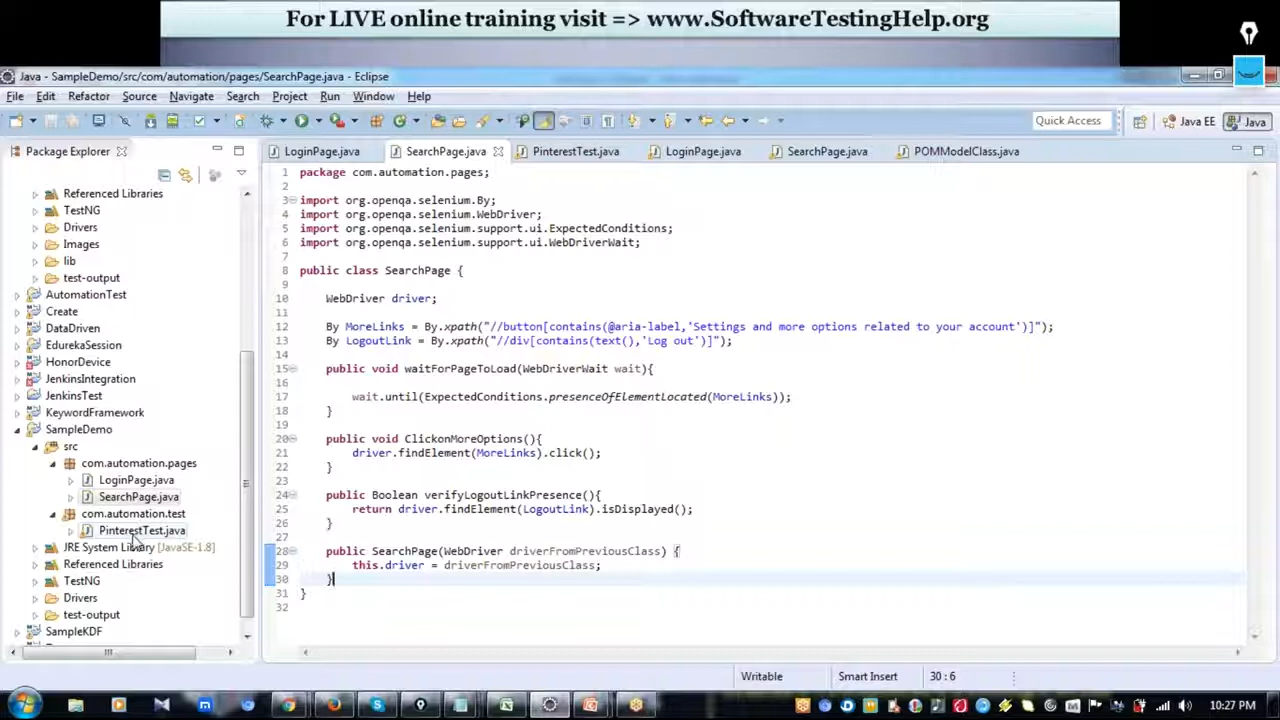 For LIVE online training visit => www.SoftwareTestingHelp.org
Java - SampleDemo/src/com/automation/pages/SearchPage.java - Eclipse
File Edit Refactor Source Navigate Search Project Run Window Help
Quick Access Java EE Java
Package Explorer
LoginPage.java SearchPage.java PinterestTest.java LoginPage.java SearchPage.java POMModelClass.java
Referenced Libraries
TestNG
Drivers
Images
lib
test-output
AutomationTest
Create
DataDriven
EdurekaSession
HonorDevice
JenkinsIntegration
JenkinsTest
KeywordFramework
SampleDemo
src
com.automation.pages
LoginPage.java
SearchPage.java
com.automation.test
PinterestTest.java
JRE System Library [JavaSE-1.8]
Referenced Libraries
TestNG
Drivers
test-output
SampleKDF
1 package com.automation.pages;
2
3 import org.openqa.selenium.By;
4 import org.openqa.selenium.WebDriver;
5 import org.openqa.selenium.support.ui.ExpectedConditions;
6 import org.openqa.selenium.support.ui.WebDriverWait;
7
8 public class SearchPage {
9
10 WebDriver driver;
11
12 By MoreLinks = By.xpath("//button[contains(@aria-label,'Settings and more options related to your account')]");
13 By LogoutLink = By.xpath("//div[contains(text(),'Log out')]");
14
15 public void waitForPageToLoad(WebDriverWait wait){
16
17 wait.until(ExpectedConditions.presenceOfElementLocated(MoreLinks));
18 }
19
20 public void ClickonMoreOptions(){
21 driver.findElement(MoreLinks).click();
22 }
23
24 public Boolean verifyLogoutLinkPresence(){
25 return driver.findElement(LogoutLink).isDisplayed();
26 }
27
28 public SearchPage(WebDriver driverFromPreviousClass) {
29 this.driver = driverFromPreviousClass;
30 }
31 }
32
Writable Smart Insert 30 : 6
10:27 PM